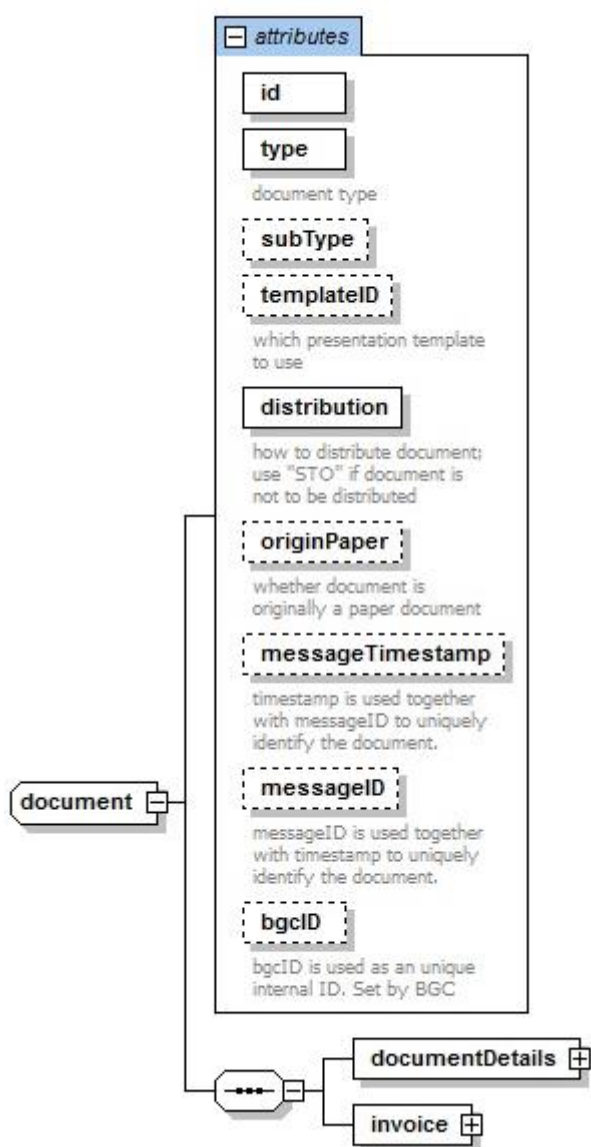 attributes
id
type
document type
subType
templateID
which presentation template
to use
distribution
how to distribute document;
use "STO" if document is
not to be distributed
originPaper
whether document is
originally a paper document
messageTimestamp
timestamp is used together
with messageID to uniquely
identify the document.
document
messageID
messageID is used together
with timestamp to uniquely
identify the document.
bgcID
bgcID is used as an unique
internal ID. Set by BGC
documentDetails
invoice